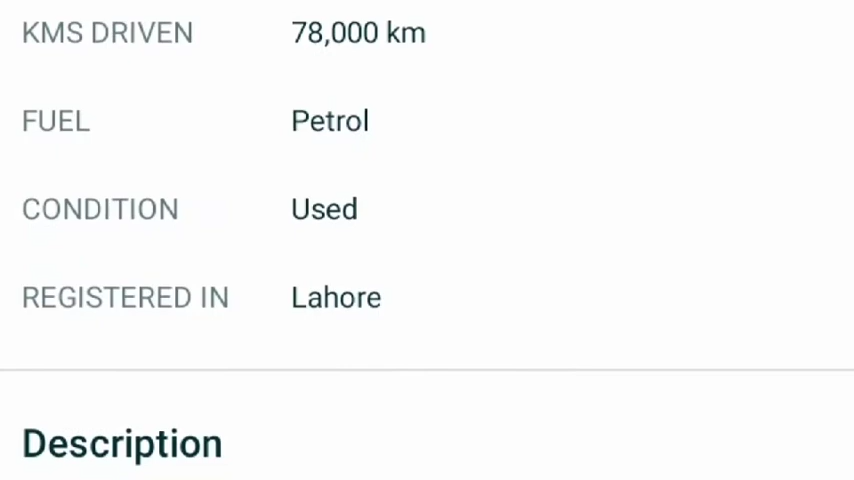 KMS DRIVEN 78,000 km
FUEL Petrol
CONDITION Used
REGISTERED IN Lahore
Description